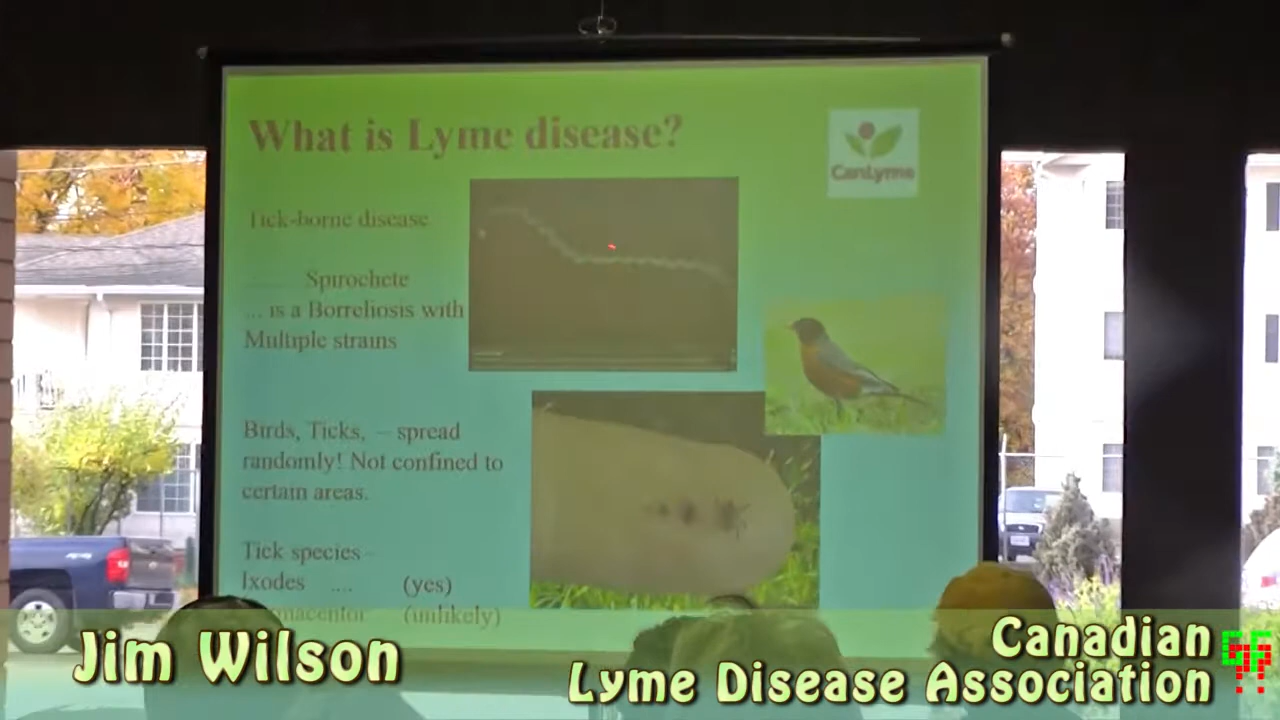 What is Lyme disease?
CanLyme
Tick-borne disease
Spirochete
... is a Borreliosis with
Multiple strains
Birds, Ticks, – spread
randomly! Not confined to
certain areas.
Tick species –
Ixodes .... (yes)
(unlikely)
Jim Wilson
Canadian
Lyme Disease Association